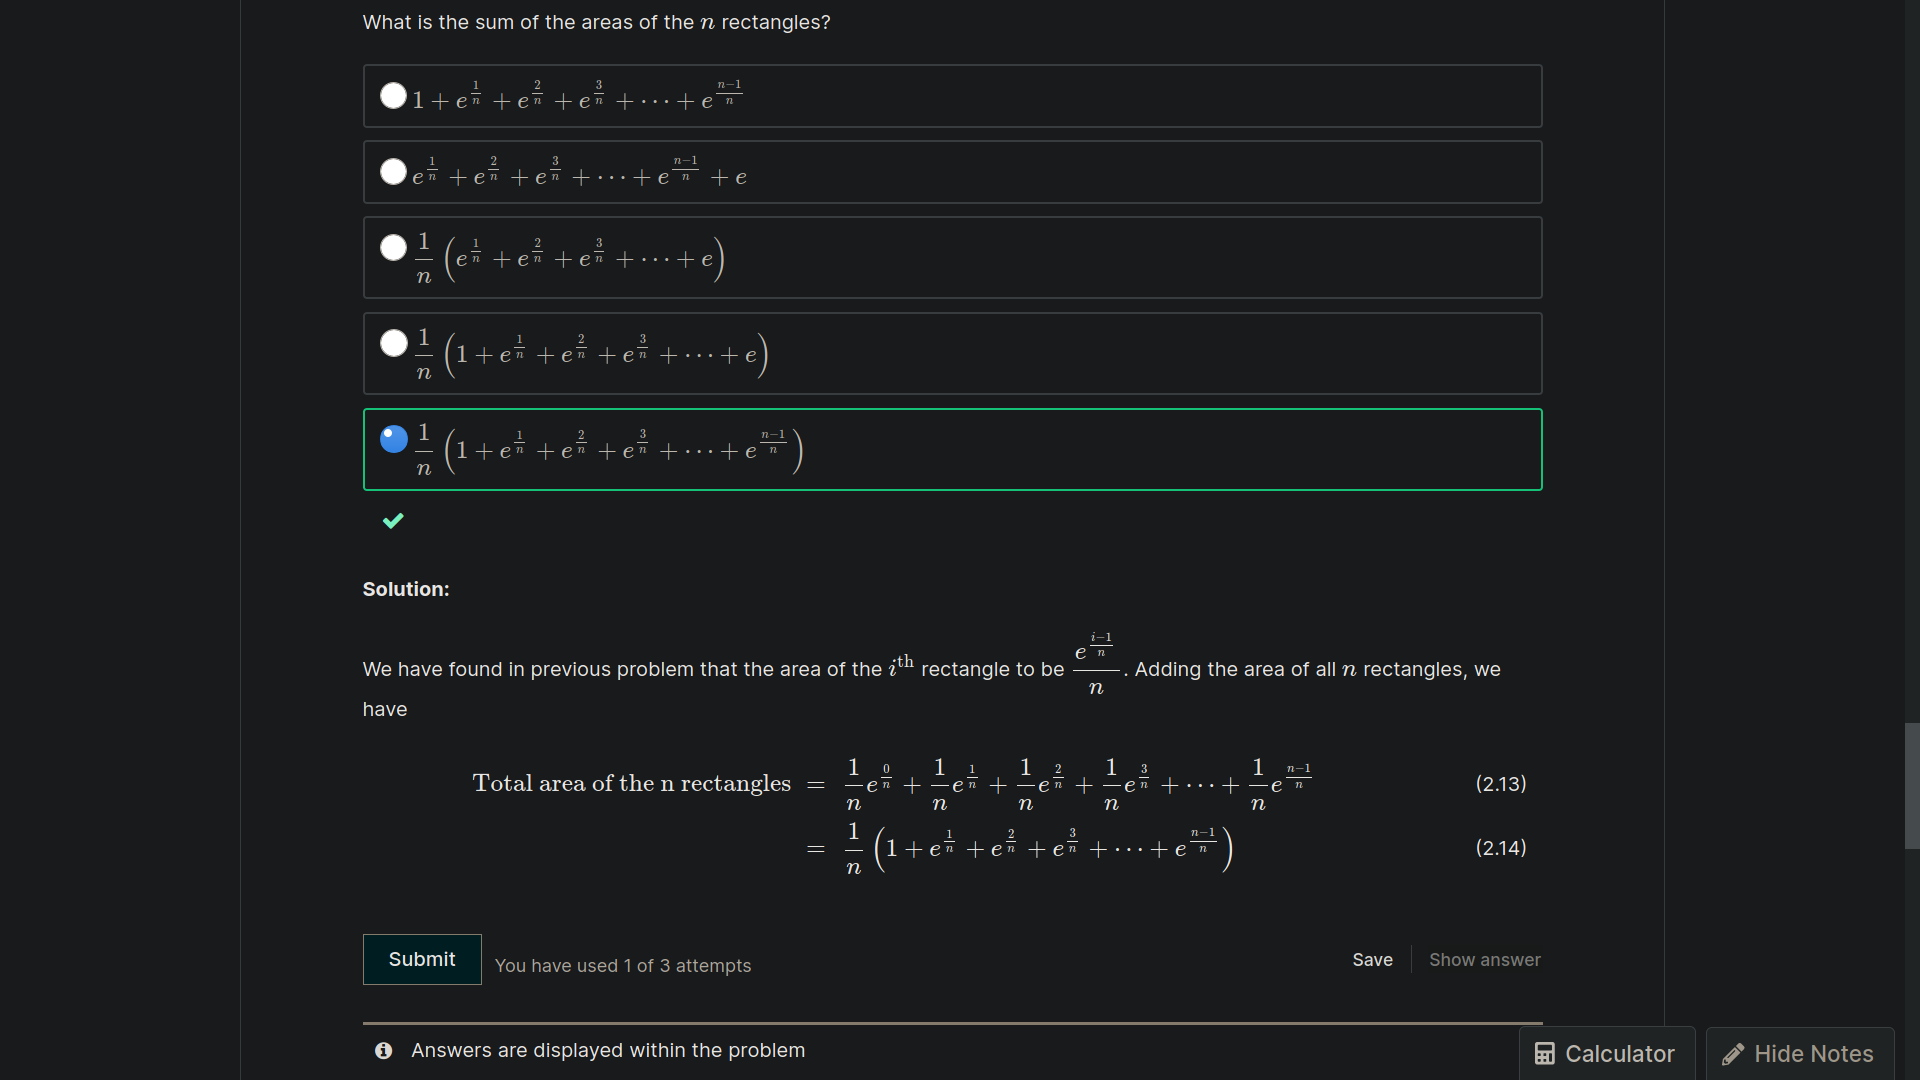 What is the sum of the areas of the $n$ rectangles?
$1 + e^{\frac{1}{n}} + e^{\frac{2}{n}} + e^{\frac{3}{n}} + \cdots + e^{\frac{n-1}{n}}$
$e^{\frac{1}{n}} + e^{\frac{2}{n}} + e^{\frac{3}{n}} + \cdots + e^{\frac{n-1}{n}} + e$
$\frac{1}{n} \left( e^{\frac{1}{n}} + e^{\frac{2}{n}} + e^{\frac{3}{n}} + \cdots + e \right)$
$\frac{1}{n} \left( 1 + e^{\frac{1}{n}} + e^{\frac{2}{n}} + e^{\frac{3}{n}} + \cdots + e \right)$
$\frac{1}{n} \left( 1 + e^{\frac{1}{n}} + e^{\frac{2}{n}} + e^{\frac{3}{n}} + \cdots + e^{\frac{n-1}{n}} \right)$
Solution:
We have found in previous problem that the area of the $i^{\text{th}}$ rectangle to be $\frac{e^{\frac{i-1}{n}}}{n}$. Adding the area of all $n$ rectangles, we
have
Total area of the n rectangles $= \frac{1}{n}e^{\frac{0}{n}} + \frac{1}{n}e^{\frac{1}{n}} + \frac{1}{n}e^{\frac{2}{n}} + \frac{1}{n}e^{\frac{3}{n}} + \cdots + \frac{1}{n}e^{\frac{n-1}{n}}$ (2.13)
$= \frac{1}{n} \left( 1 + e^{\frac{1}{n}} + e^{\frac{2}{n}} + e^{\frac{3}{n}} + \cdots + e^{\frac{n-1}{n}} \right)$ (2.14)
Submit You have used 1 of 3 attempts Save Show answer
Answers are displayed within the problem
Calculator Hide Notes